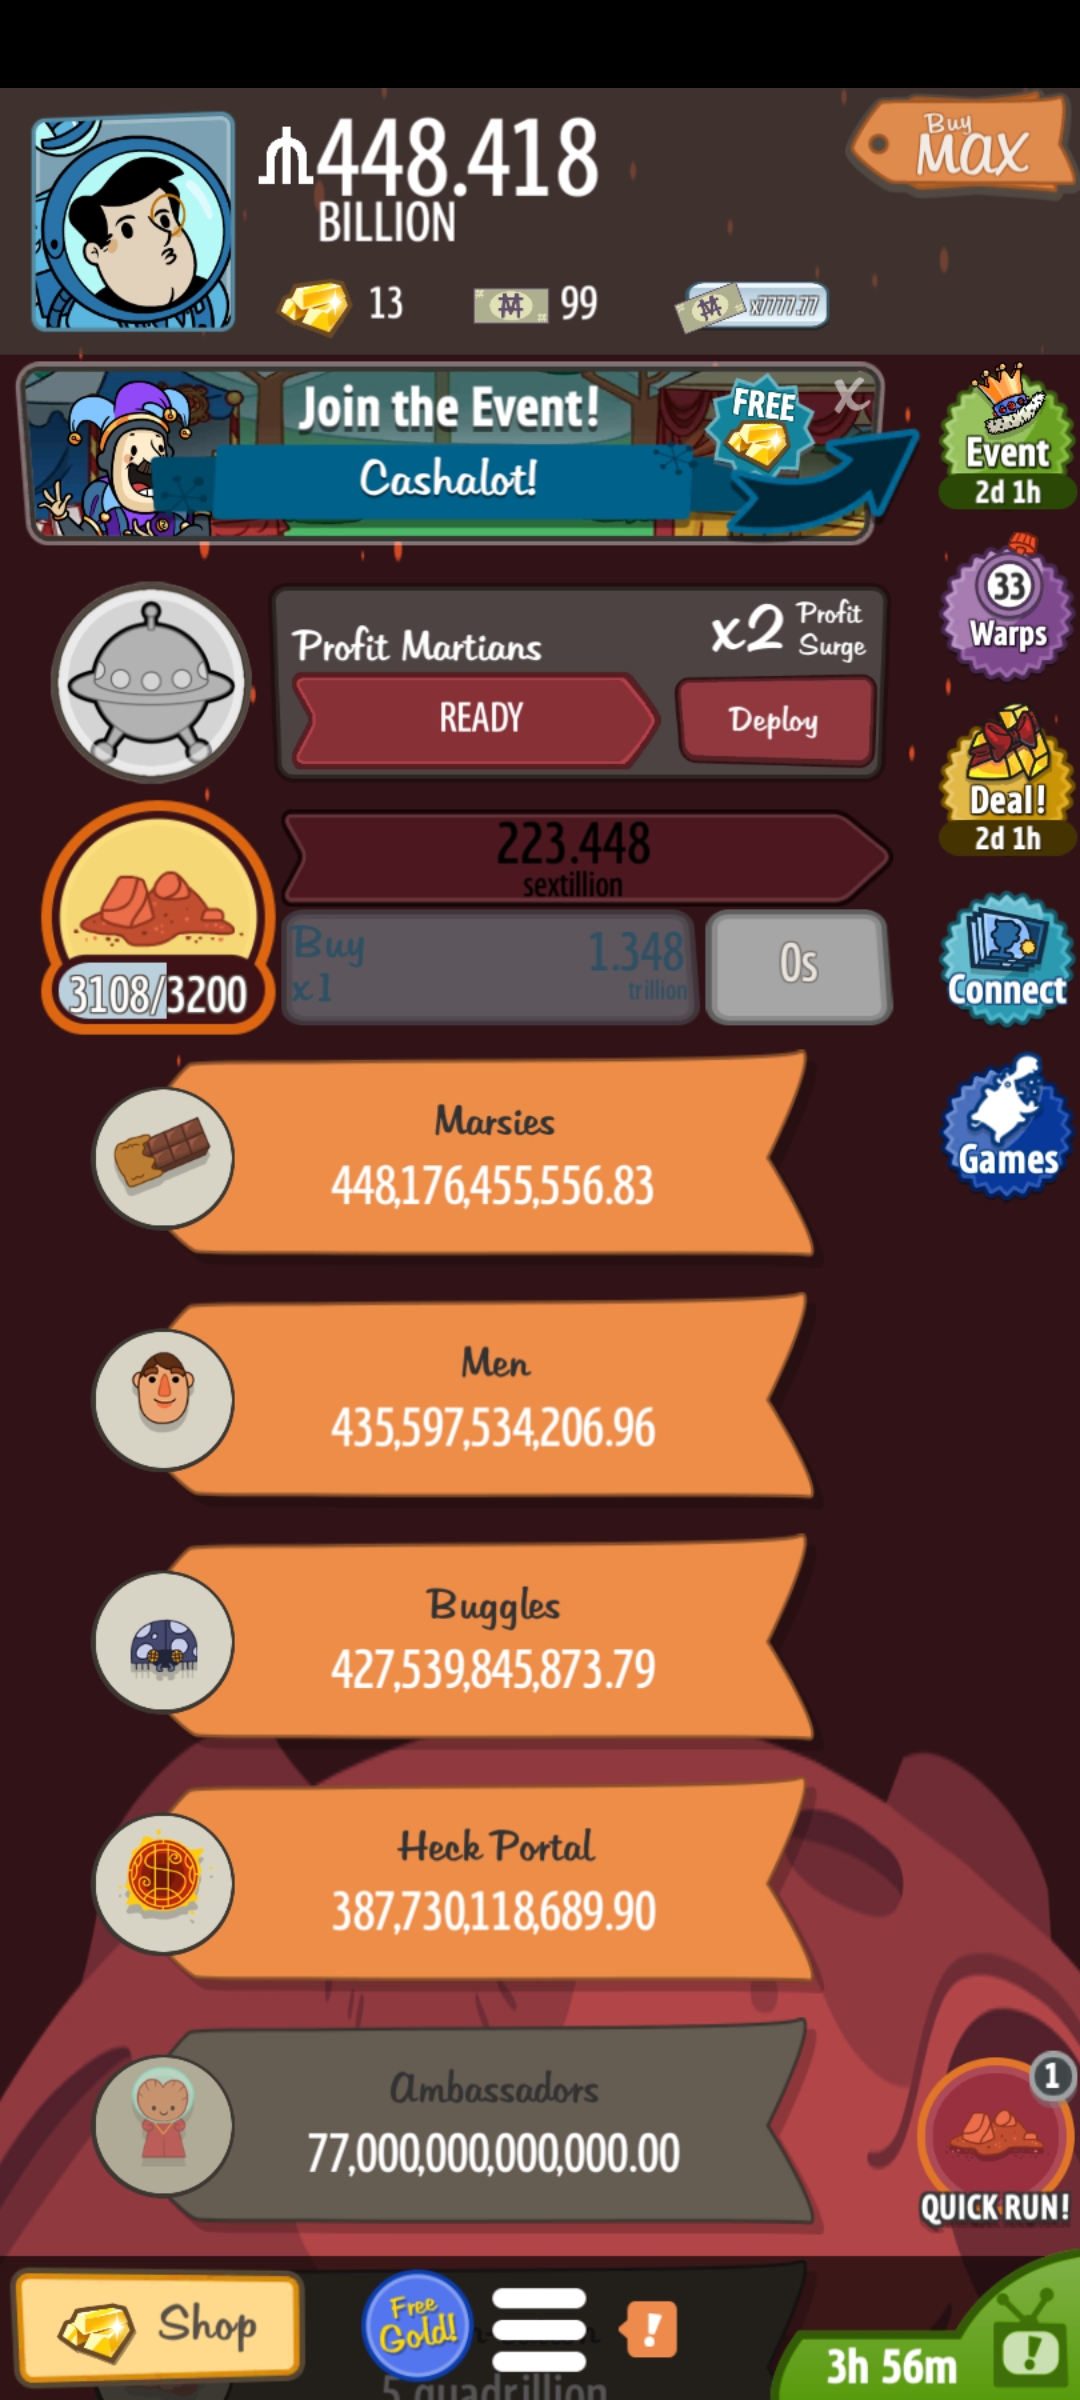 ₼448.418
BILLION
Buy
MAX
13
99
x7777.77
Join the Event!
Cashalot!
FREE
X
Event
2d 1h
33
Warps
Profit Martians
x2 Profit
Surge
READY
Deploy
Deal!
2d 1h
223.448
sextillion
3108/3200
Buy
x1
1.348
trillion
0s
Connect
Games
Marsies
448,176,455,556.83
Men
435,597,534,206.96
Buggles
427,539,845,873.79
Heck Portal
387,730,118,689.90
Ambassadors
77,000,000,000,000.00
1
QUICK RUN!
Shop
Free
Gold!
!
3h 56m
!
5 quadrillion